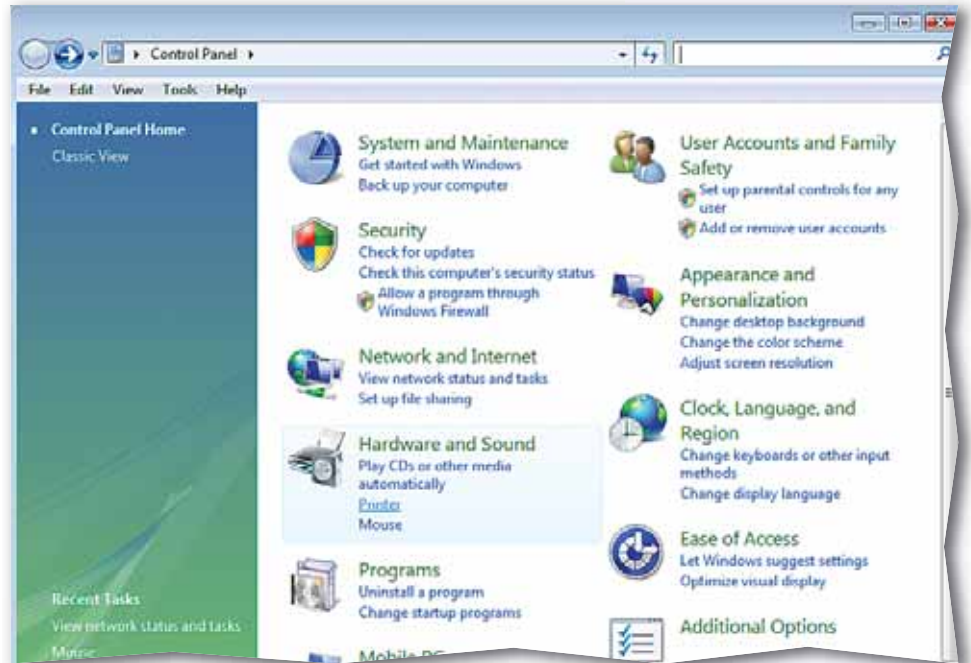 Control Panel
File Edit View Tools Help
Control Panel Home
Classic View
Recent Tasks
View network status and tasks
Mouse
System and Maintenance
Get started with Windows
Back up your computer
Security
Check for updates
Check this computer's security status
Allow a program through
Windows Firewall
Network and Internet
View network status and tasks
Set up file sharing
Hardware and Sound
Play CDs or other media
automatically
Printer
Mouse
Programs
Uninstall a program
Change startup programs
Mobile PC
User Accounts and Family
Safety
Set up parental controls for any
user
Add or remove user accounts
Appearance and
Personalization
Change desktop background
Change the color scheme
Adjust screen resolution
Clock, Language, and
Region
Change keyboards or other input
methods
Change display language
Ease of Access
Let Windows suggest settings
Optimize visual display
Additional Options